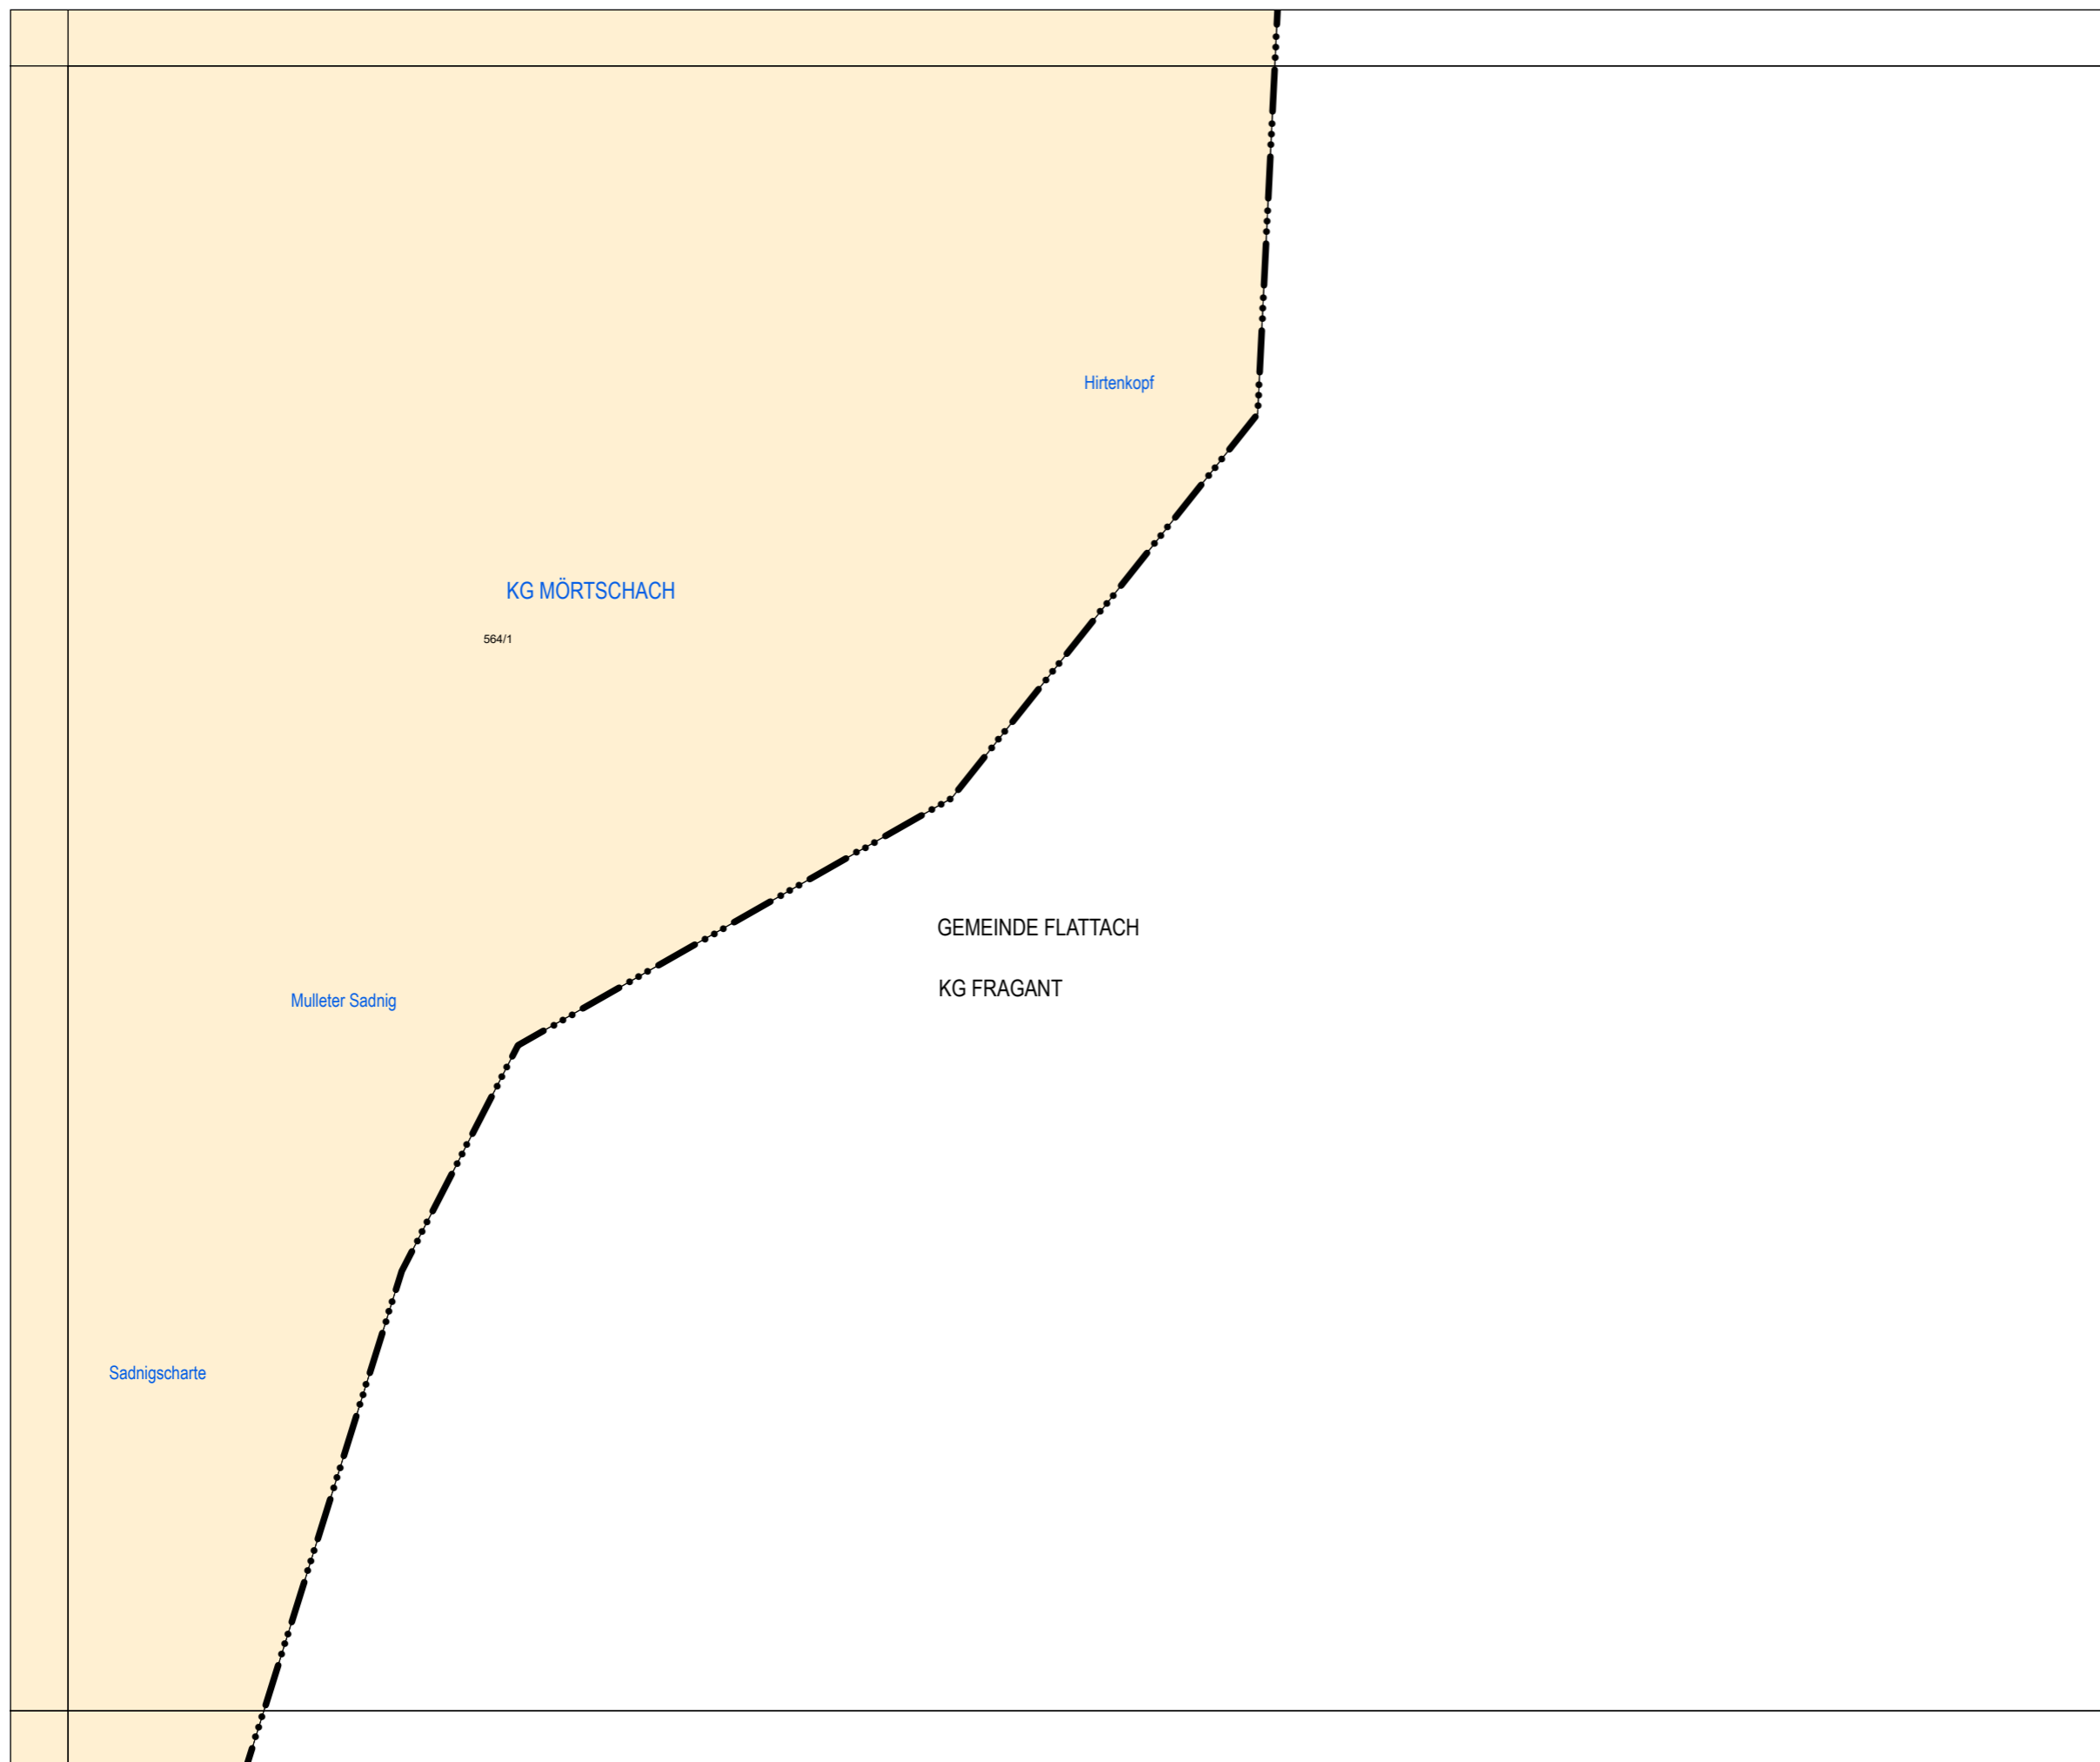 Hirtenkopf
KG MÖRTSCHACH
564/1
GEMEINDE FLATTACH
KG FRAGANT
Mulleter Sadnig
Sadnigscharte